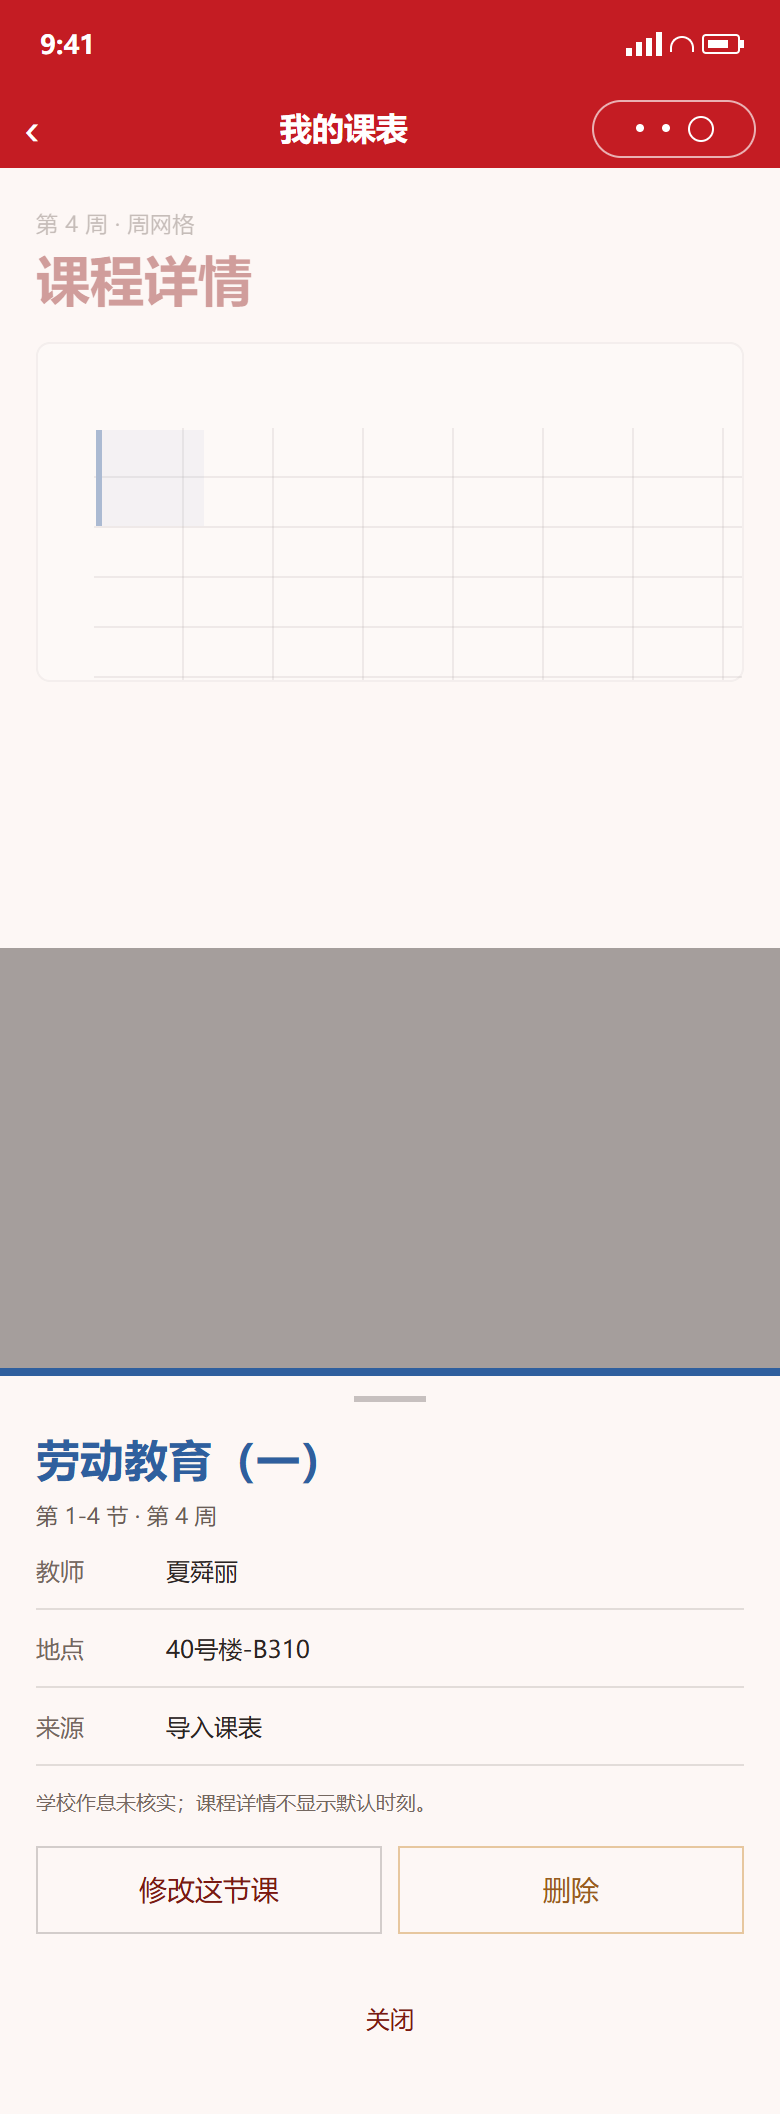 9:41
‹ 我的课表
第 4 周 · 周网格
课程详情
劳动教育（一）
第 1-4 节 · 第 4 周
教师 夏舜丽
地点 40号楼-B310
来源 导入课表
学校作息未核实；课程详情不显示默认时刻。
修改这节课 删除
关闭